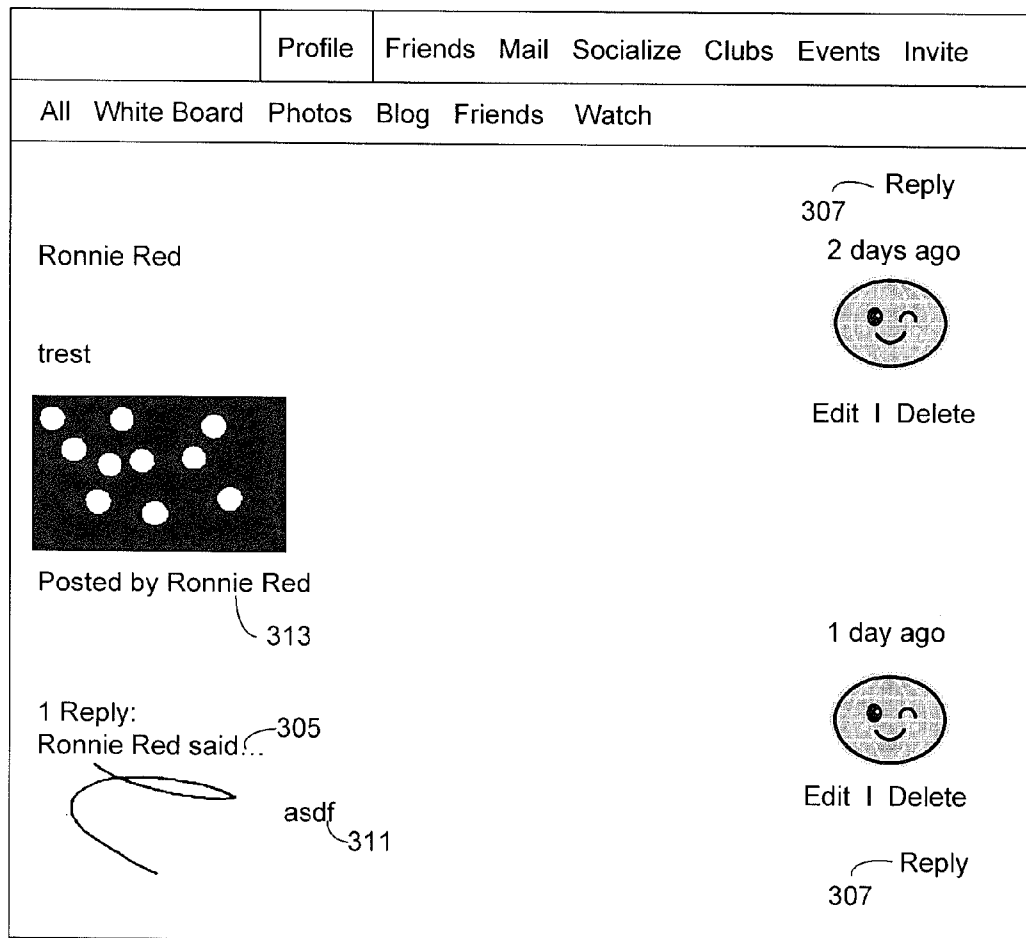 Profile Friends Mail Socialize Clubs Events Invite
All White Board Photos Blog Friends Watch
Reply
307
Ronnie Red
2 days ago
trest
Edit | Delete
Posted by Ronnie Red
313
1 day ago
1 Reply:
305
Ronnie Red said...
Edit | Delete
asdf
311
Reply
307